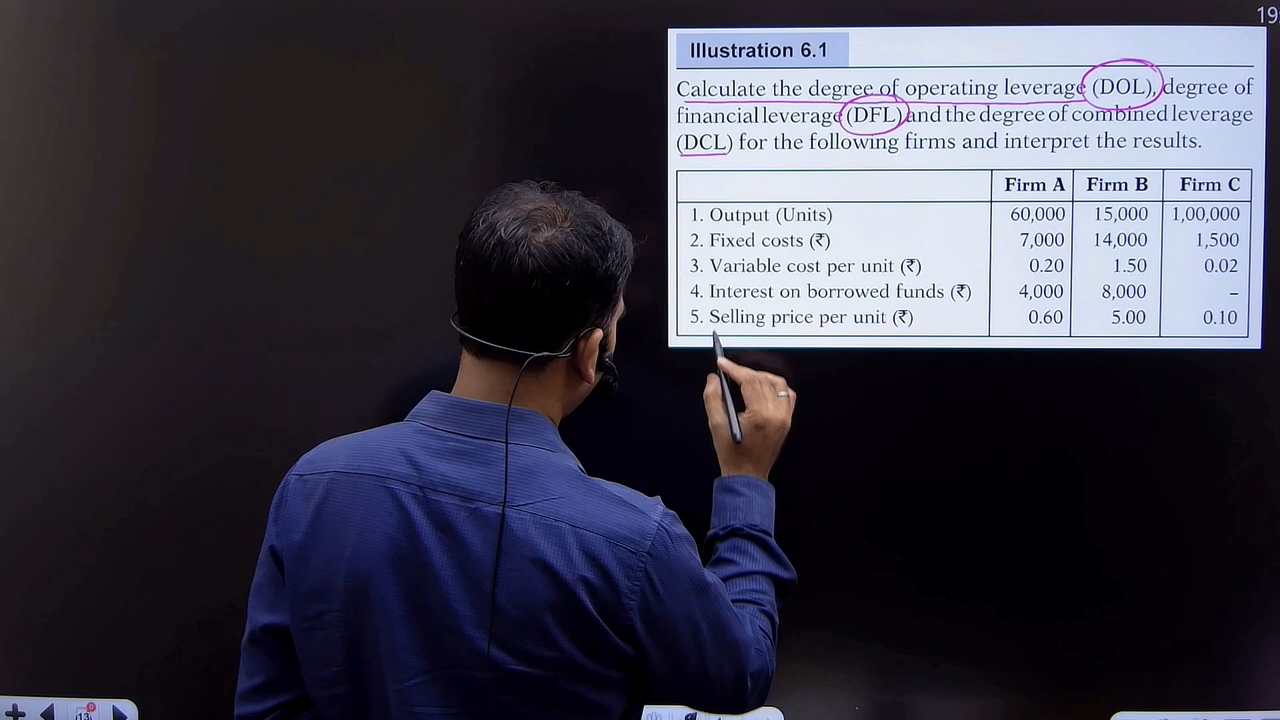 19
Illustration 6.1
Calculate the degree of operating leverage (DOL), degree of
financial leverage (DFL) and the degree of combined leverage
(DCL) for the following firms and interpret the results.
Firm A Firm B Firm C
1. Output (Units) 60,000 15,000 1,00,000
2. Fixed costs (₹) 7,000 14,000 1,500
3. Variable cost per unit (₹) 0.20 1.50 0.02
4. Interest on borrowed funds (₹) 4,000 8,000 –
5. Selling price per unit (₹) 0.60 5.00 0.10
13